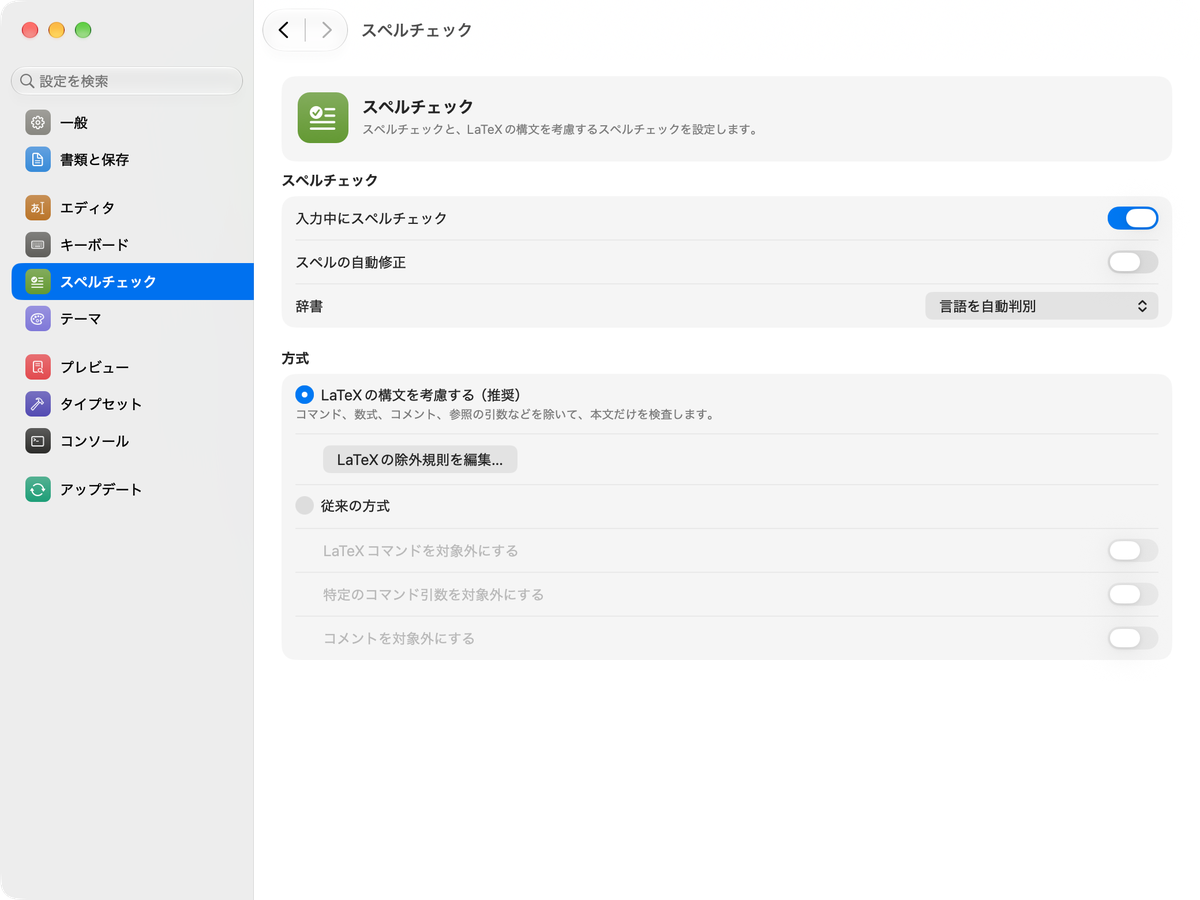 スペルチェック
設定を検索
一般
書類と保存
エディタ
キーボード
スペルチェック
テーマ
プレビュー
タイプセット
コンソール
アップデート
スペルチェック
スペルチェックと、LaTeX の構文を考慮するスペルチェックを設定します。
スペルチェック
入力中にスペルチェック
スペルの自動修正
辞書
言語を自動判別
方式
LaTeX の構文を考慮する（推奨）
コマンド、数式、コメント、参照の引数などを除いて、本文だけを検査します。
LaTeX の除外規則を編集...
従来の方式
LaTeX コマンドを対象外にする
特定のコマンド引数を対象外にする
コメントを対象外にする